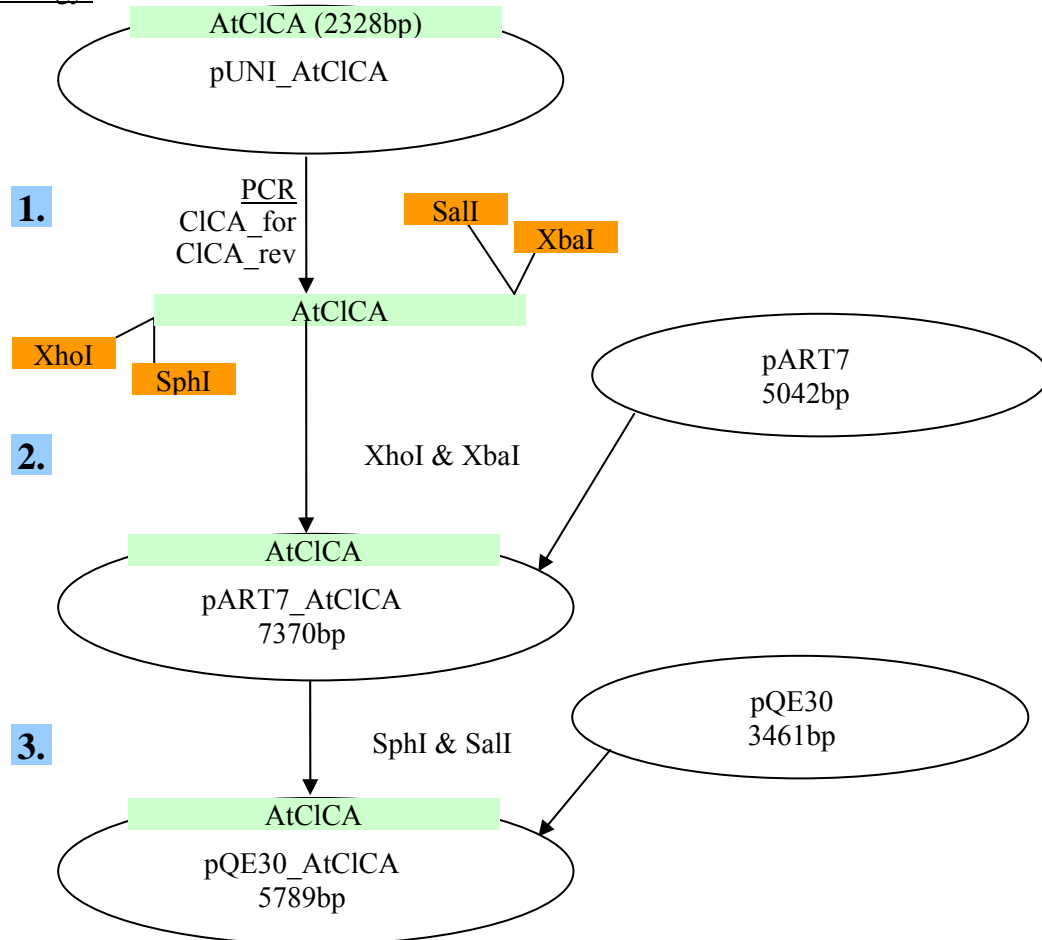 AtClCA (2328bp)
pUNI_AtClCA
1.
PCR
ClCA_for
ClCA_rev
SalI
XbaI
AtClCA
XhoI
SphI
pART7
5042bp
2.
XhoI & XbaI
AtClCA
pART7_AtClCA
7370bp
pQE30
3461bp
3.
SphI & SalI
AtClCA
pQE30_AtClCA
5789bp